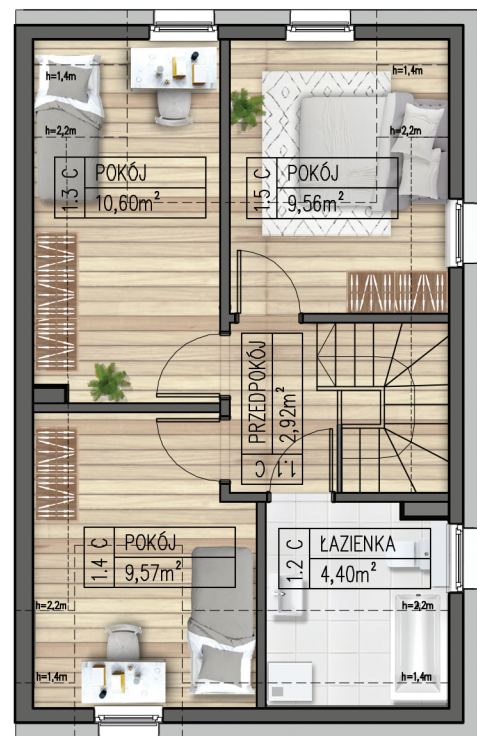 h=1,4m
h=1,4m
h=2,2m
h=2,2m
1.3 C
POKÓJ
10,60m²
1.5 C
POKÓJ
9,56m²
1.1 C
PRZEDPOKÓJ
2,92m²
1.4 C
POKÓJ
9,57m²
1.2 C
ŁAZIENKA
4,40m²
h=2,2m
h=2,2m
h=1,4m
h=1,4m